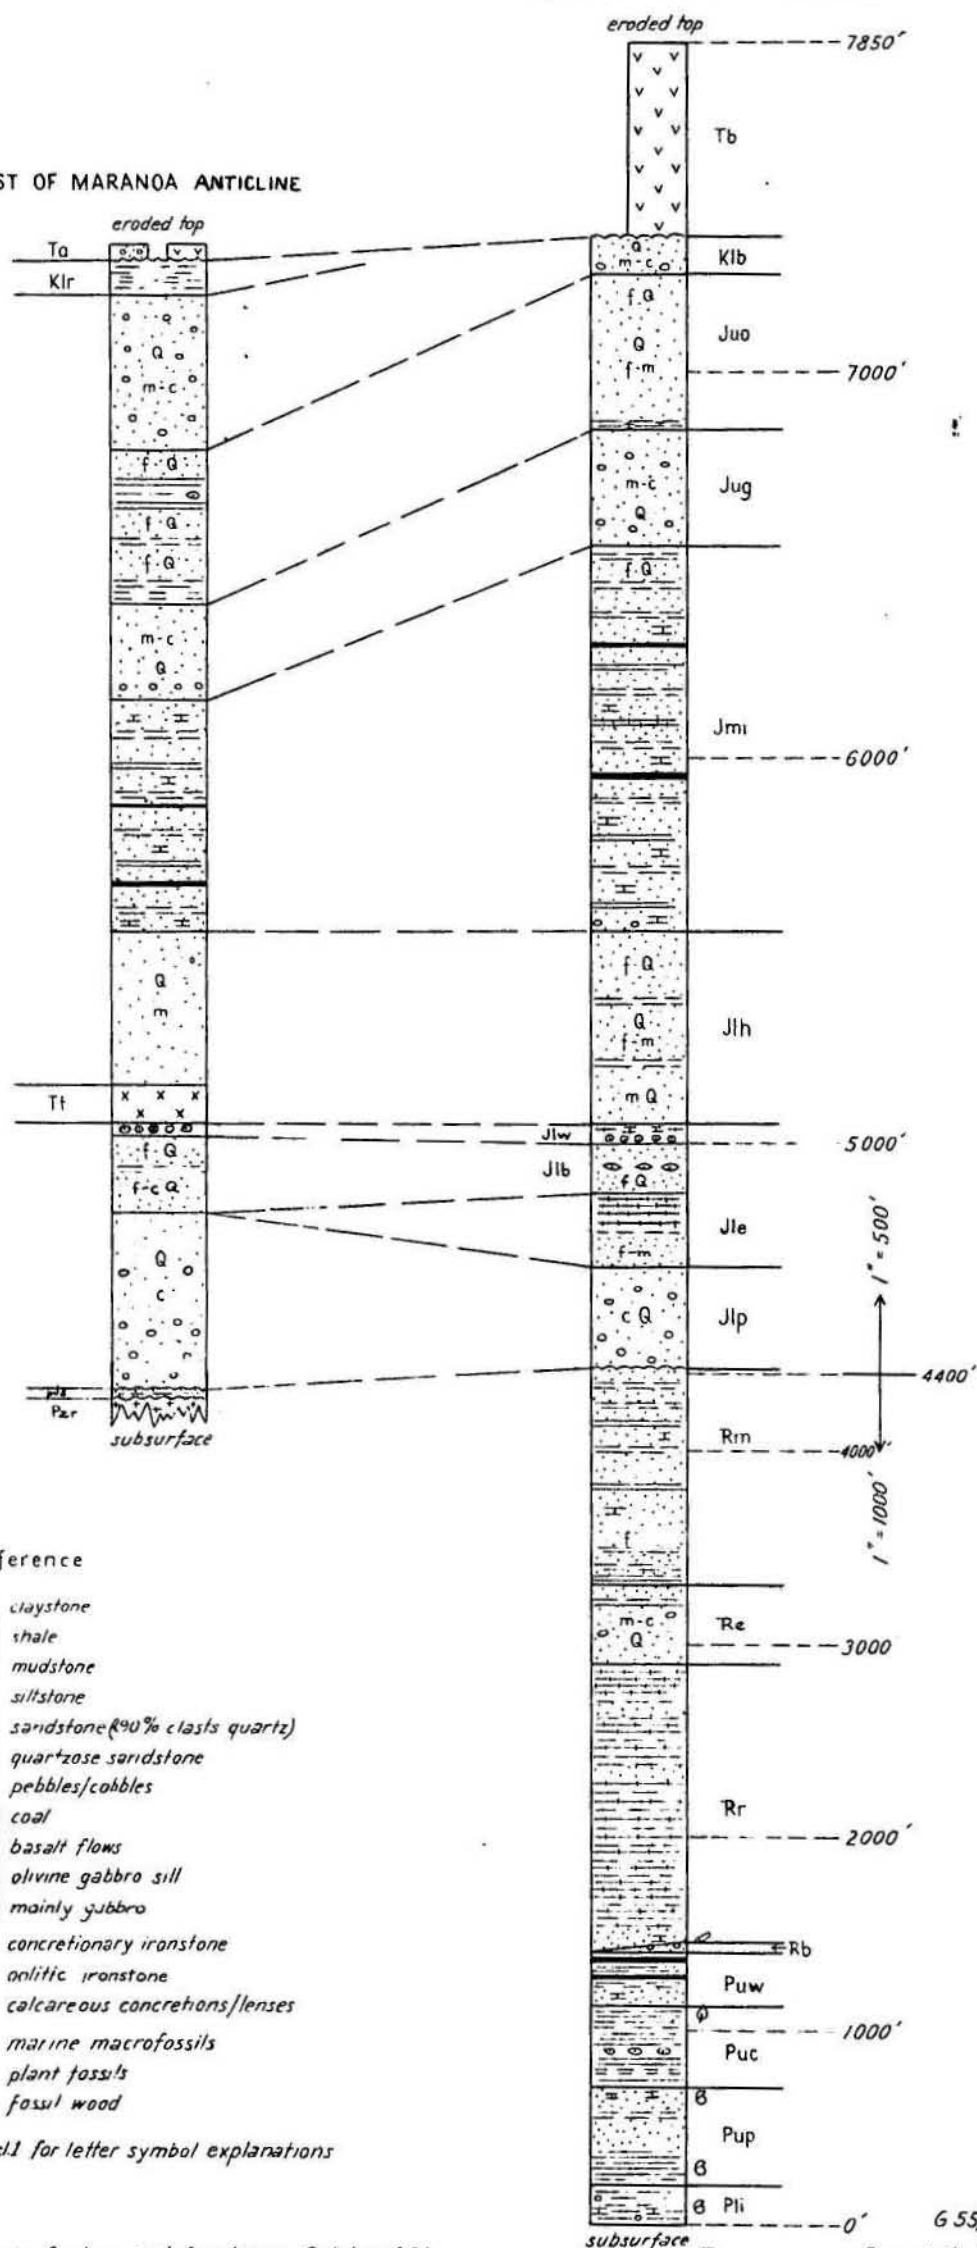 eroded top
7850'
Tb
ST OF MARANOA ANTICLINE
eroded top
Ta
Klr
Q
m-c
Klb
f Q
Q
f-m
Juo
7000'
Q
m-c
f-Q
f-Q
f-Q
m-c
Q
Jug
m-c
Q
f-Q
Jmi
6000'
Q
m
f Q
Q
f-m
m Q
Jlh
Tt
f-Q
f-c Q
Jlw
5000'
Jlb
f Q
Q
c
f-m
Jle
1" = 500'
c Q
Jlp
4400'
Pzr
subsurface
Rm
4000'
f
1" = 1000'
ference
claystone
shale
mudstone
siltstone
m-c
Q
Re
3000
quartzose sandstone
pebbles/cobbles
coal
basalt flows
olivine gabbro sill
mainly gabbro
Rr
2000'
concretionary ironstone
oolitic ironstone
calcareous concretions/lenses
Rb
Puw
marine macrofossils
plant fossils
fossil wood
1000'
Puc
for letter symbol explanations
Pup
Pli
0'
G 55
subsurface